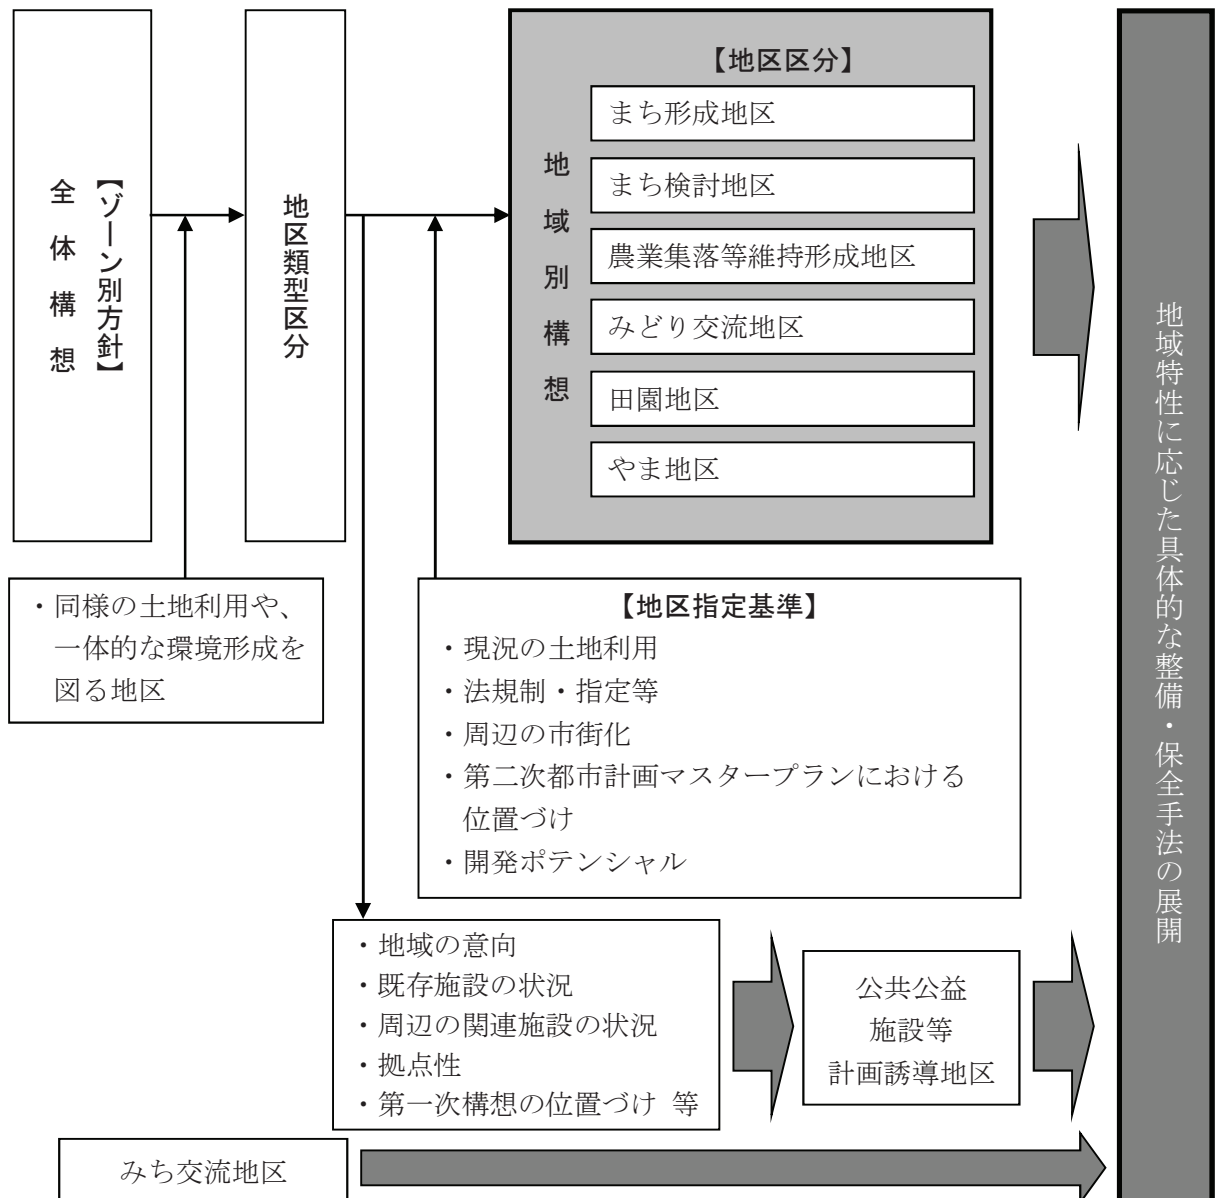 全体構想
【ゾーン別方針】
地区類型区分
地域別構想
【地区区分】
まち形成地区
まち検討地区
農業集落等維持形成地区
みどり交流地区
田園地区
やま地区
・同様の土地利用や、
一体的な環境形成を
図る地区
【地区指定基準】
・現況の土地利用
・法規制・指定等
・周辺の市街化
・第二次都市計画マスタープランにおける
位置づけ
・開発ポテンシャル
・地域の意向
・既存施設の状況
・周辺の関連施設の状況
・拠点性
・第一次構想の位置づけ 等
公共公益
施設等
計画誘導地区
みち交流地区
地域特性に応じた具体的な整備・保全手法の展開